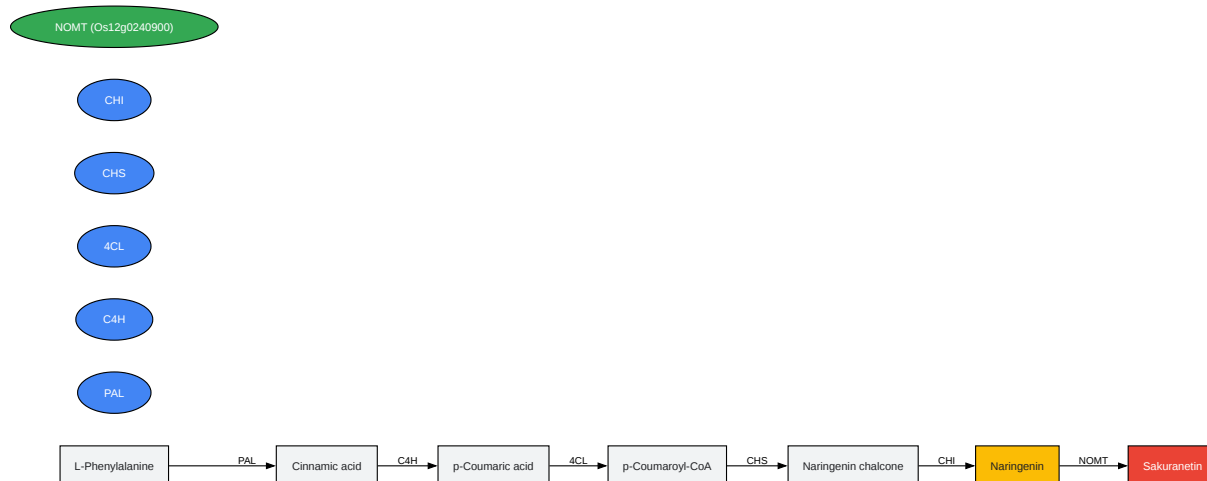 NOMT (Os12g0240900)
CHI
CHS
4CL
C4H
PAL
L-Phenylalanine
PAL
Cinnamic acid
C4H
p-Coumaric acid
4CL
p-Coumaroyl-CoA
CHS
Naringenin chalcone
CHI
Naringenin
NOMT
Sakuranetin